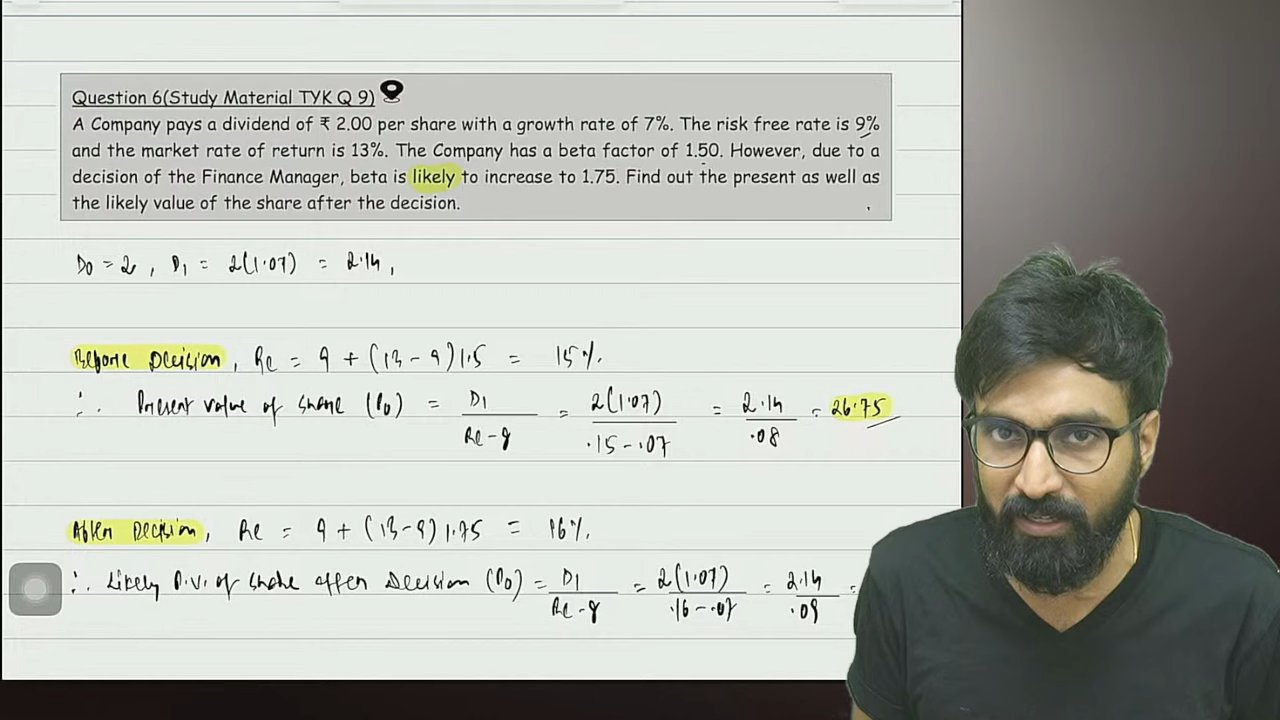 Question 6(Study Material TYK Q 9)
A Company pays a dividend of ₹ 2.00 per share with a growth rate of 7%. The risk free rate is 9%
and the market rate of return is 13%. The Company has a beta factor of 1.50. However, due to a
decision of the Finance Manager, beta is likely to increase to 1.75. Find out the present as well as
the likely value of the share after the decision.
D0 = 2, D1 = 2(1.07) = 2.14,
Before Decision, Re = 9 + (13 - 9)1.5 = 15%.
∴ Present value of share (P0) = D1 / Re-g = 2(1.07) / .15-.07 = 2.14 / .08 = 26.75
After Decision, Re = 9 + (13-9)1.75 = 16%.
∴ Likely P.V. of share after Decision (P0) = D1 / Re-g = 2(1.07) / .16-.07 = 2.14 / .09 =